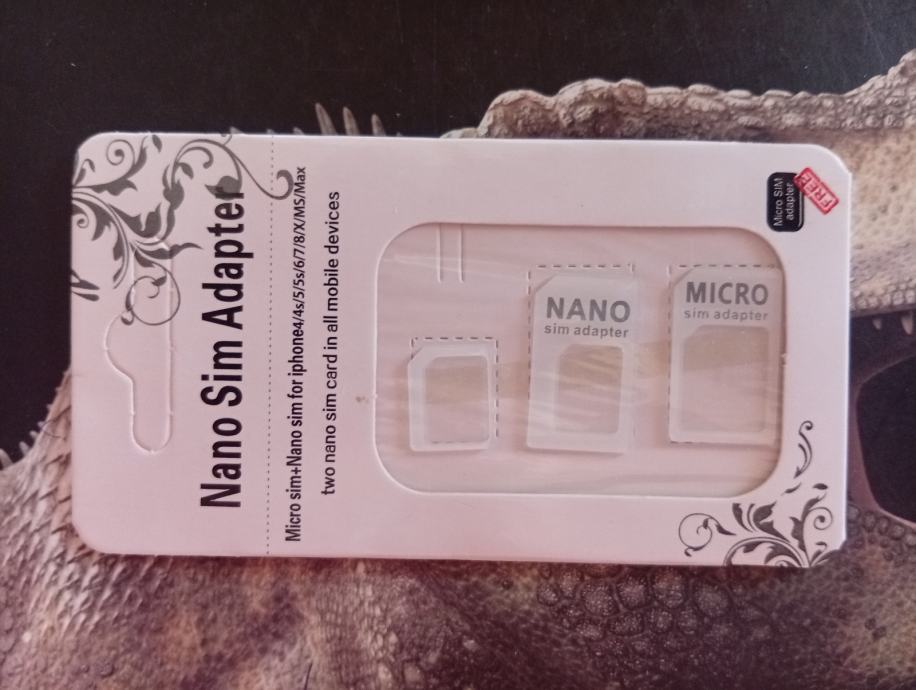 Nano Sim Adapter
Micro sim+Nano sim for iphone4/4s/5/5s/6/7/8/X/MS/Max
two nano sim card in all mobile devices
NANO
sim adapter
MICRO
sim adapter
Micro SIM
adapter
FREE